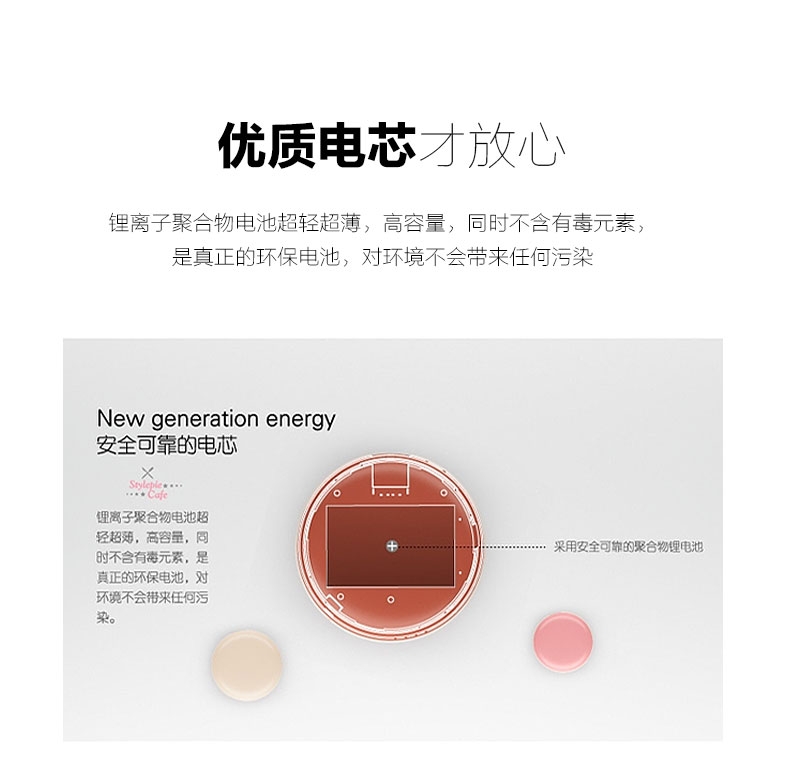 优质电芯才放心
锂离子聚合物电池超轻超薄，高容量，同时不含有毒元素，
是真正的环保电池，对环境不会带来任何污染
New generation energy
安全可靠的电芯
Stylepie
Cafe
锂离子聚合物电池超
轻超薄，高容量，同
时不含有毒元素，是
真正的环保电池，对
环境不会带来任何污
染。
采用安全可靠的聚合物锂电池